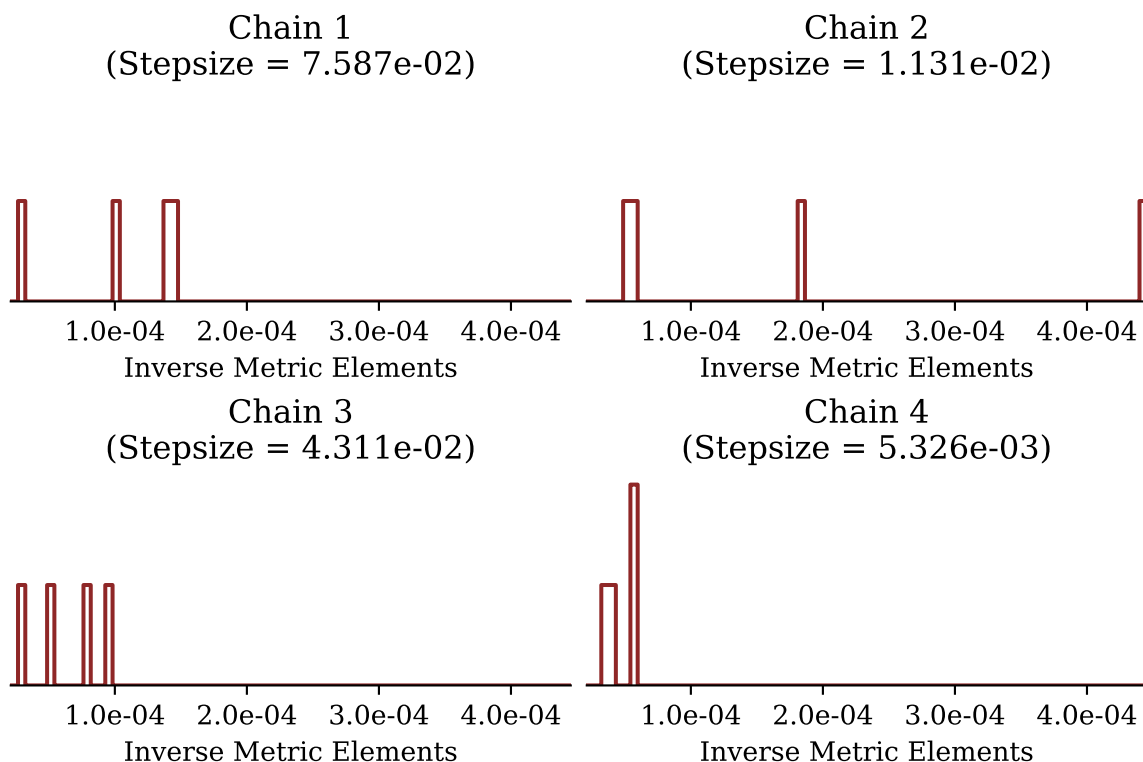 Chain 1
(Stepsize = 7.587e-02)
1.0e-04 2.0e-04 3.0e-04 4.0e-04
Inverse Metric Elements
Chain 2
(Stepsize = 1.131e-02)
1.0e-04 2.0e-04 3.0e-04 4.0e-04
Inverse Metric Elements
Chain 3
(Stepsize = 4.311e-02)
1.0e-04 2.0e-04 3.0e-04 4.0e-04
Inverse Metric Elements
Chain 4
(Stepsize = 5.326e-03)
1.0e-04 2.0e-04 3.0e-04 4.0e-04
Inverse Metric Elements